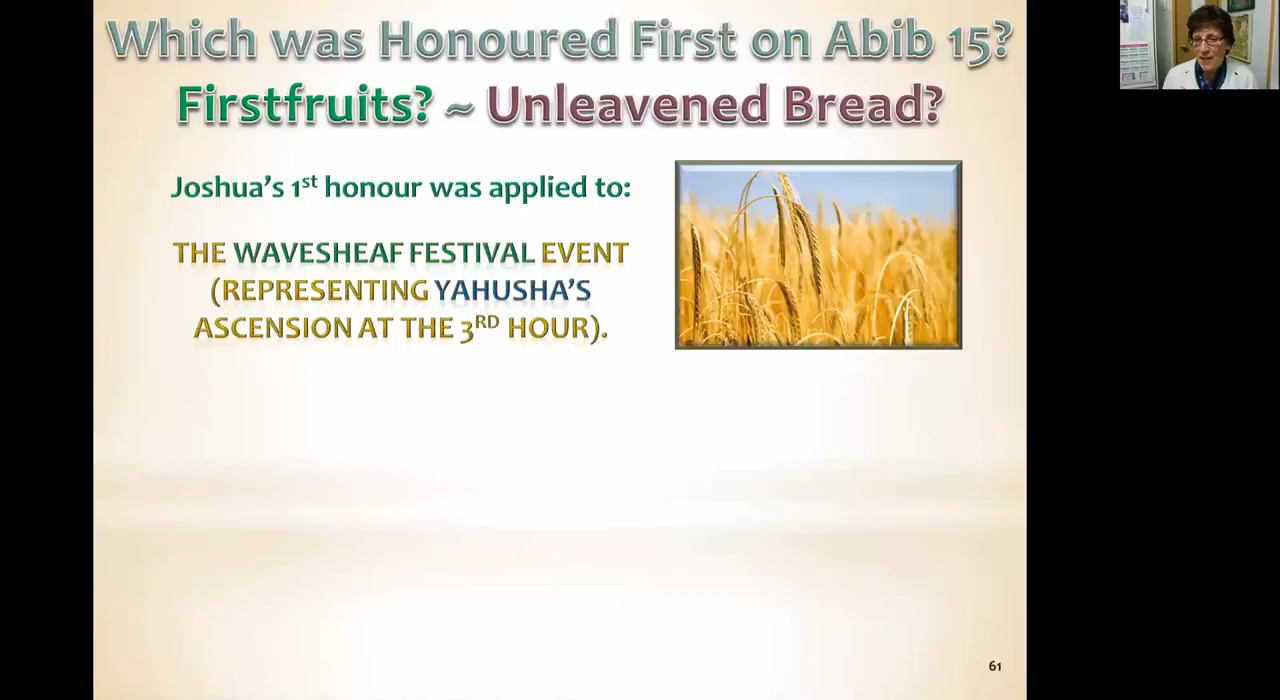 Which was Honoured First on Abib 15?
Firstfruits? ~ Unleavened Bread?
Joshua's 1st honour was applied to:
THE WAVESHEAF FESTIVAL EVENT
(REPRESENTING YAHUSHA'S
ASCENSION AT THE 3RD HOUR).
61